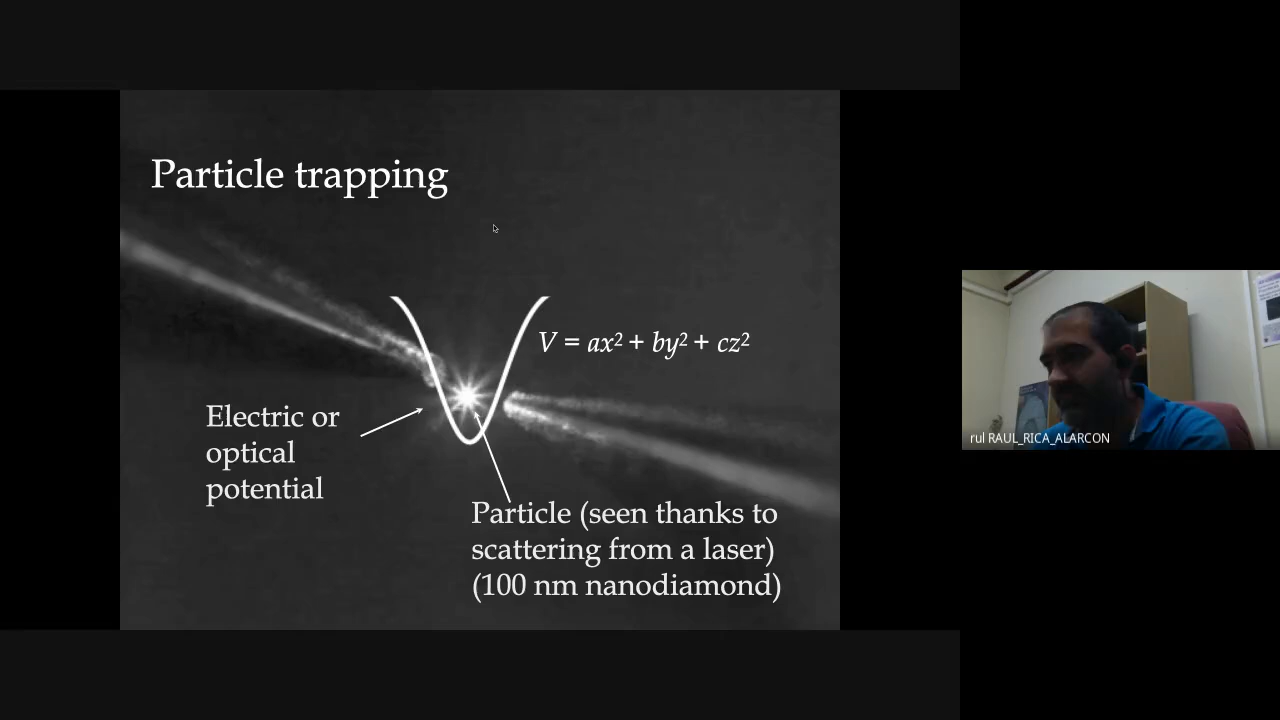 Particle trapping
V = ax² + by² + cz²
Electric or
optical
potential
Particle (seen thanks to
scattering from a laser)
(100 nm nanodiamond)
rul RAUL_RICA_ALARCON